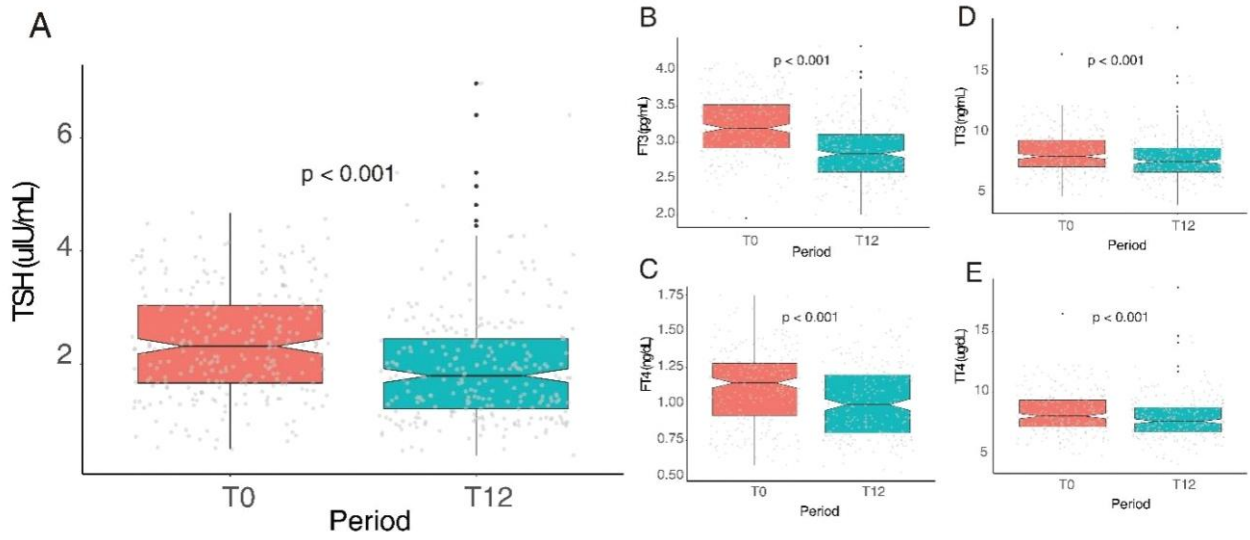 A
TSH (uIU/mL)
6
4
2
p < 0.001
T0
T12
Period
B
FT3 (pg/mL)
4.0
3.5
3.0
2.5
2.0
p < 0.001
T0
T12
Period
C
FT4 (ng/dL)
1.75
1.50
1.25
1.00
0.75
0.50
p < 0.001
T0
T12
Period
D
TT3 (ng/mL)
15
10
5
p < 0.001
T0
T12
Period
E
TT4 (ug/dL)
15
10
5
p < 0.001
T0
T12
Period